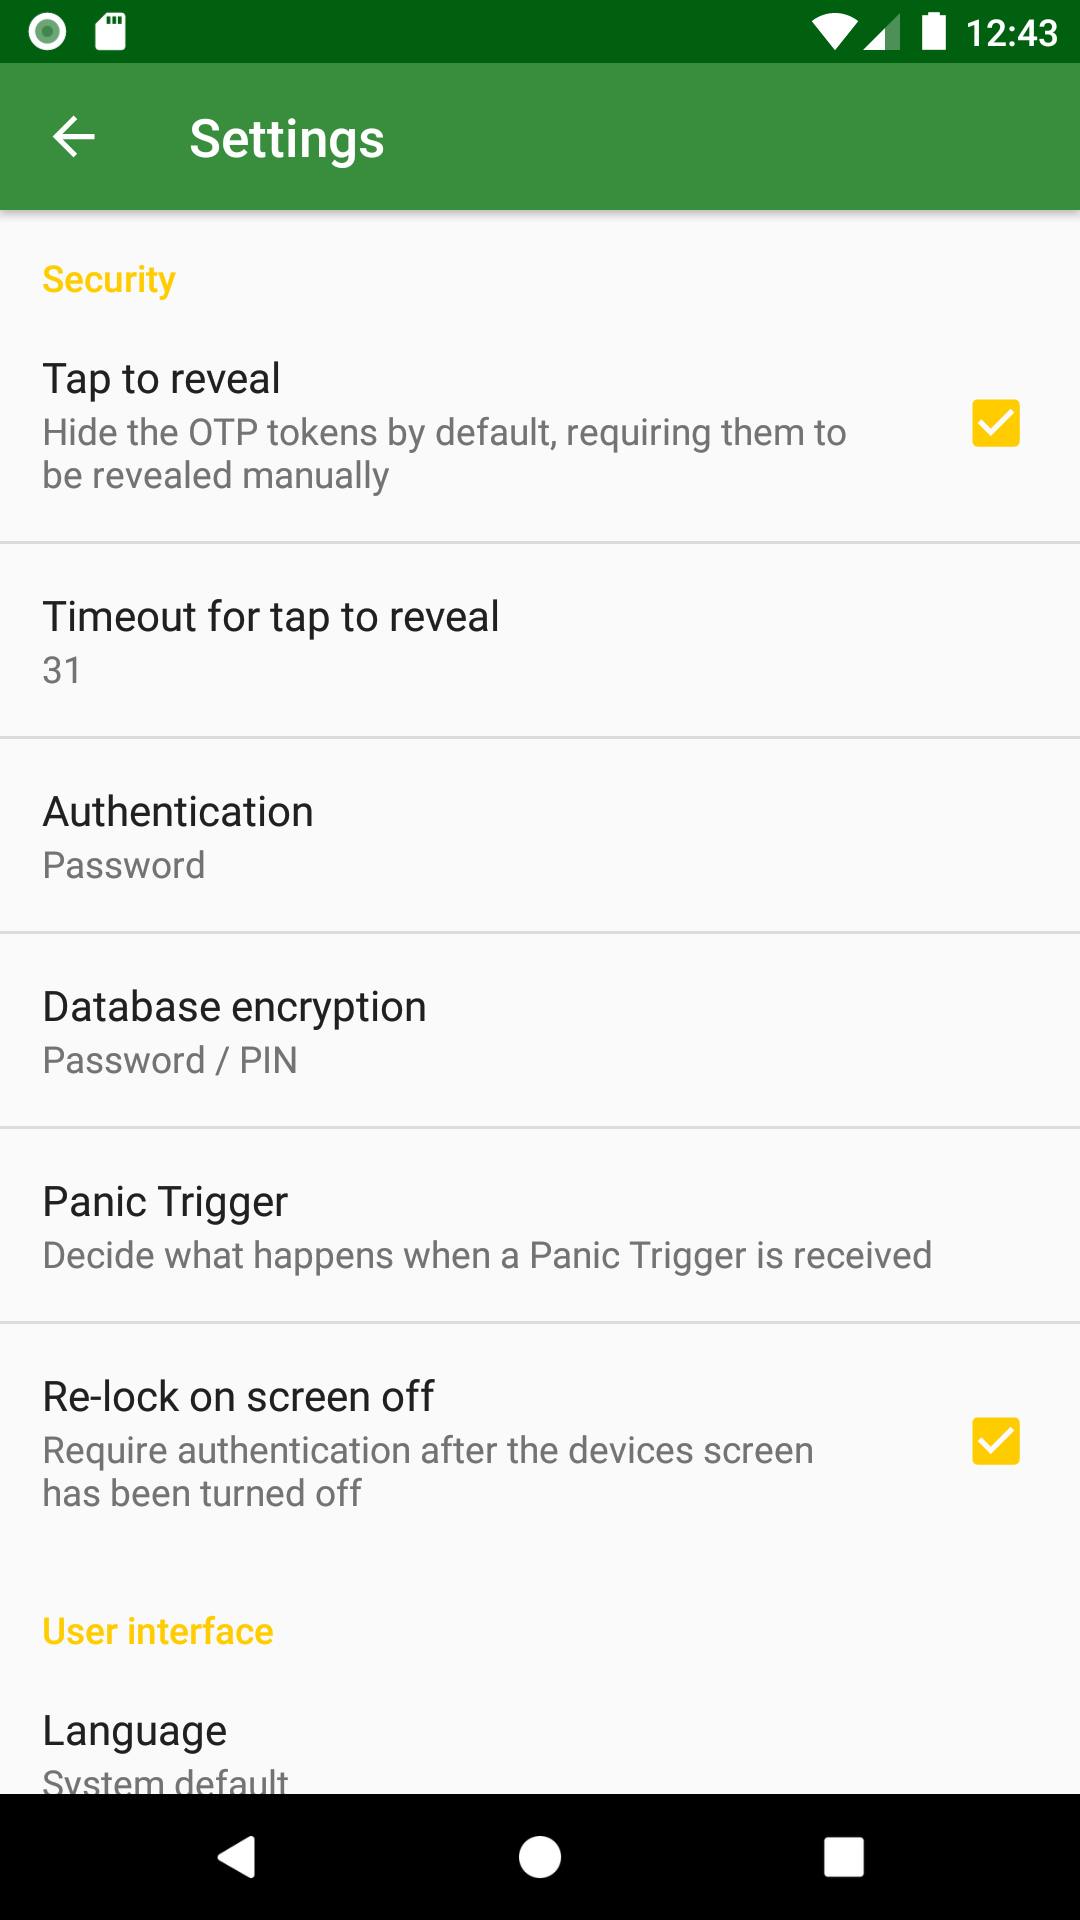 12:43
Settings
Security
Tap to reveal
Hide the OTP tokens by default, requiring them to
be revealed manually
Timeout for tap to reveal
31
Authentication
Password
Database encryption
Password / PIN
Panic Trigger
Decide what happens when a Panic Trigger is received
Re-lock on screen off
Require authentication after the devices screen
has been turned off
User interface
Language
System default